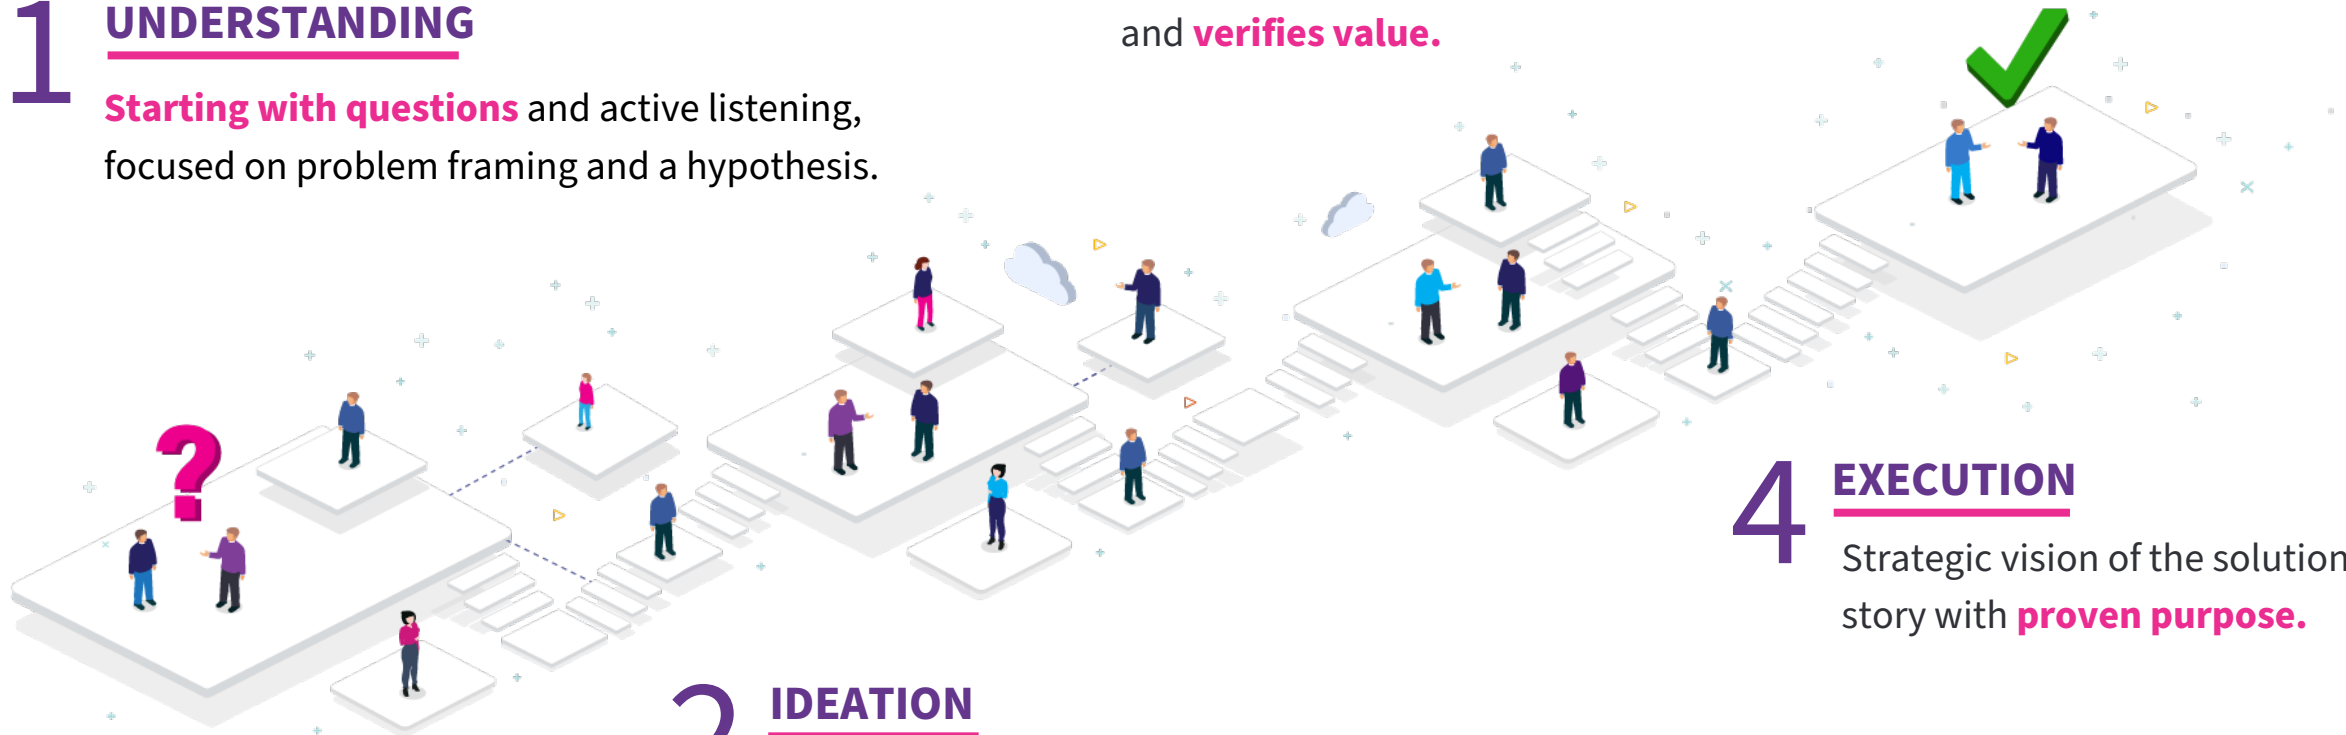 1 UNDERSTANDING
Starting with questions and active listening,
focused on problem framing and a hypothesis.
and verifies value.
2 IDEATION
4 EXECUTION
Strategic vision of the solution
story with proven purpose.
?